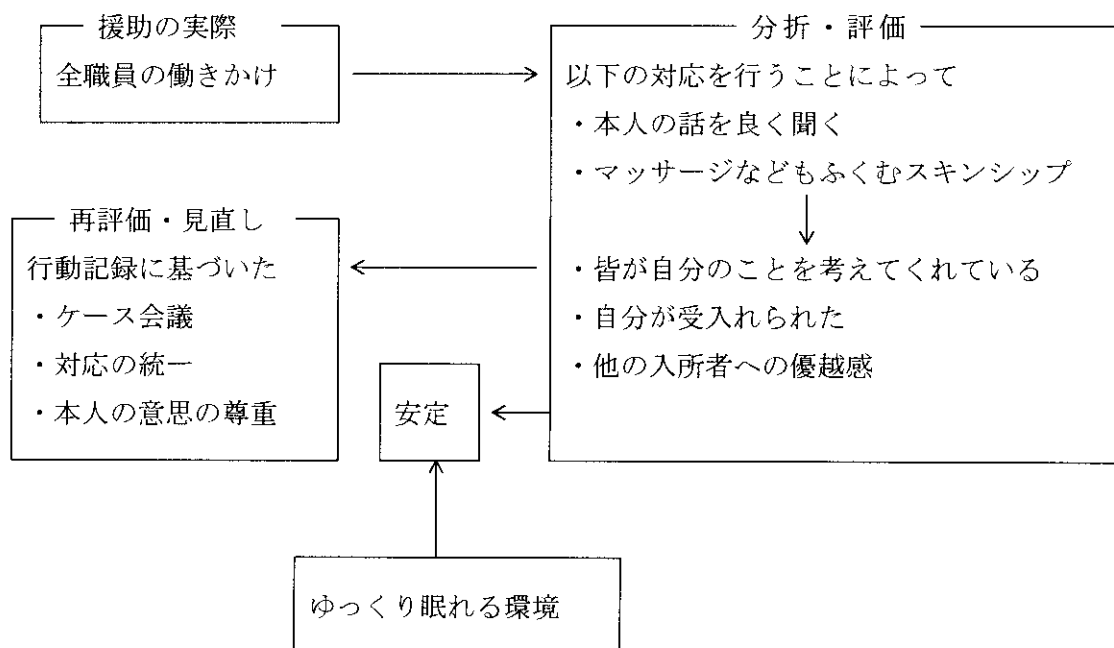 援助の実際
全職員の働きかけ
分折・評価
以下の対応を行うことによって
・本人の話を良く聞く
・マッサージなどもふくむスキンシップ
・皆が自分のことを考えてくれている
・自分が受入れられた
・他の入所者への優越感
再評価・見直し
行動記録に基づいた
・ケース会議
・対応の統一
・本人の意思の尊重
安定
ゆっくり眠れる環境